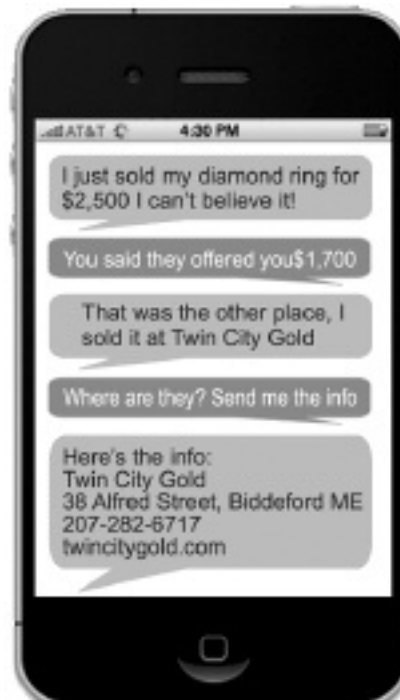 AT&T
4:30 PM
I just sold my diamond ring for
$2,500 I can't believe it!
You said they offered you$1,700
That was the other place, I
sold it at Twin City Gold
Where are they? Send me the info
Here's the info:
Twin City Gold
38 Alfred Street, Biddeford ME
207-282-6717
twincitygold.com